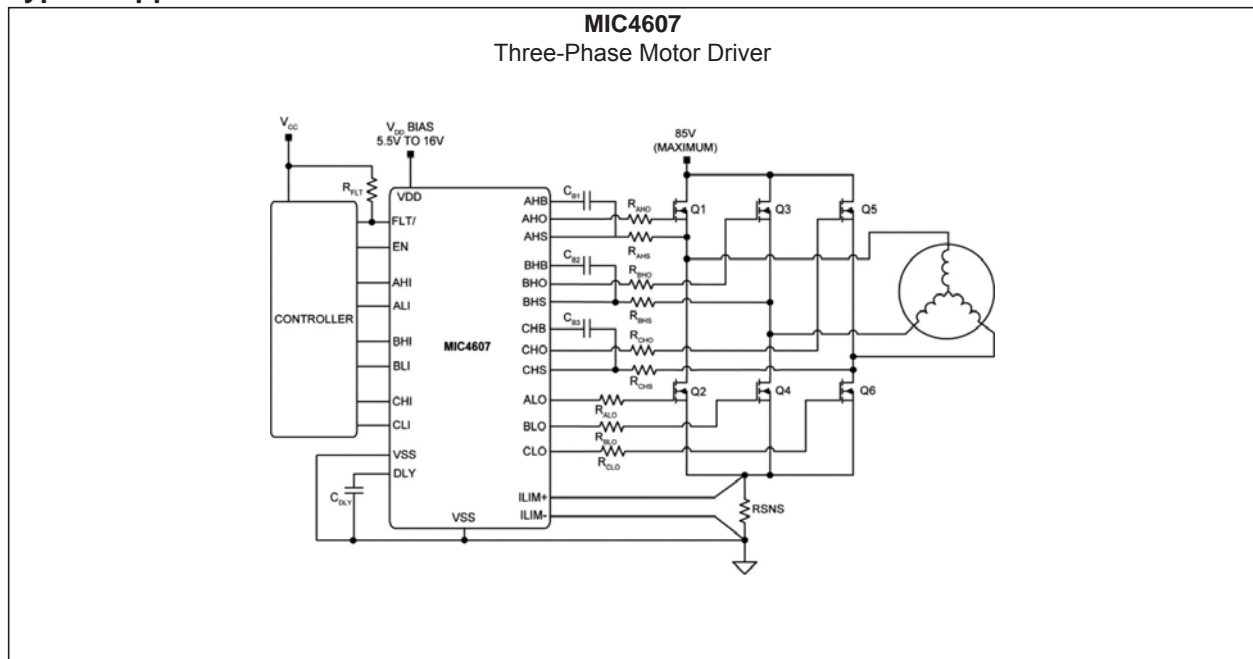 MIC4607
Three-Phase Motor Driver
VCC
VDD BIAS
5.5V TO 16V
85V
(MAXIMUM)
RFLT
VDD
FLT/
EN
AHI
ALI
BHI
BLI
CHI
CLI
VSS
DLY
CONTROLLER
CDLY
MIC4607
VSS
AHB
AHO
AHS
BHB
BHO
BHS
CHB
CHO
CHS
ALO
BLO
CLO
ILIM+
ILIM-
CB1
RAHO
RAHS
CB2
RBHO
RBHS
CB3
RCHO
RCHS
RALO
RBLO
RCLO
Q1
Q3
Q5
Q2
Q4
Q6
RSNS